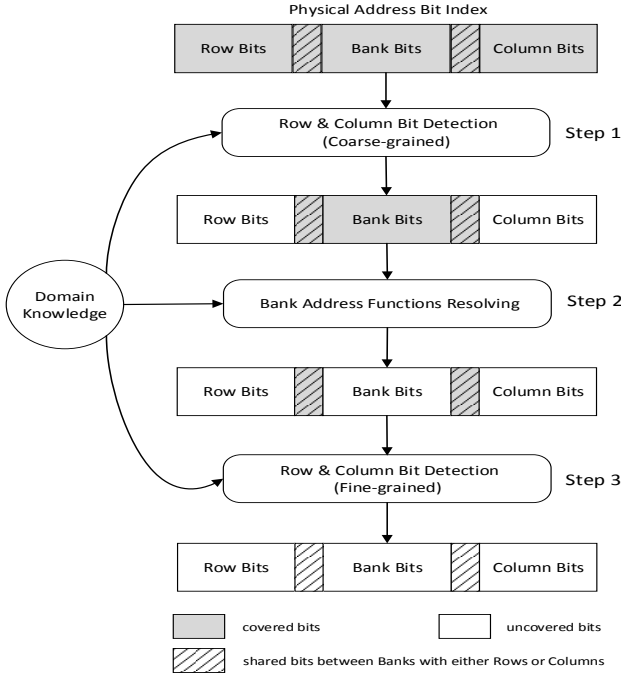 Physical Address Bit Index
Row Bits Bank Bits Column Bits
Row & Column Bit Detection
(Coarse-grained)
Step 1
Row Bits Bank Bits Column Bits
Domain
Knowledge
Bank Address Functions Resolving
Step 2
Row Bits Bank Bits Column Bits
Row & Column Bit Detection
(Fine-grained)
Step 3
Row Bits Bank Bits Column Bits
covered bits
uncovered bits
shared bits between Banks with either Rows or Columns